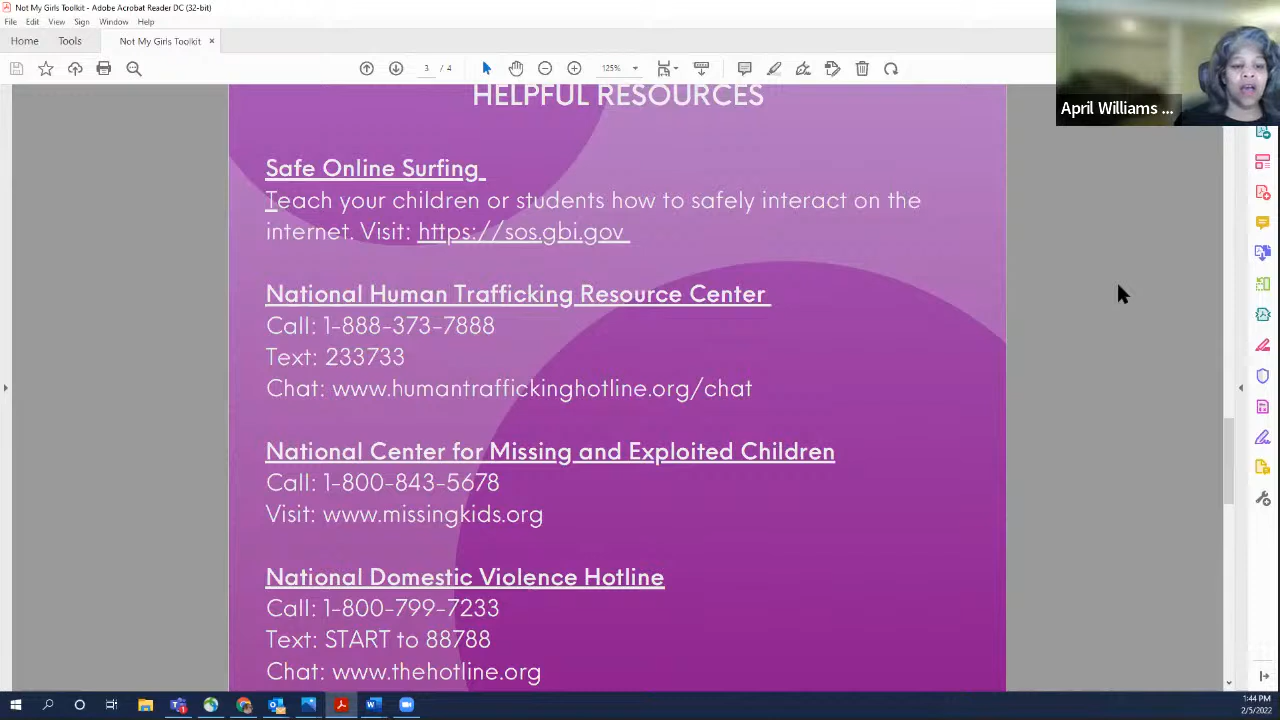 Not My Girls Toolkit - Adobe Acrobat Reader DC (32-bit)
File Edit View Sign Window Help
Home Tools Not My Girls Toolkit ×
3 / 4 125%
April Williams ...
HELPFUL RESOURCES
Safe Online Surfing
Teach your children or students how to safely interact on the
internet. Visit: https://sos.gbi.gov
National Human Trafficking Resource Center
Call: 1-888-373-7888
Text: 233733
Chat: www.humantraffickinghotline.org/chat
National Center for Missing and Exploited Children
Call: 1-800-843-5678
Visit: www.missingkids.org
National Domestic Violence Hotline
Call: 1-800-799-7233
Text: START to 88788
Chat: www.thehotline.org
1:44 PM
2/5/2022